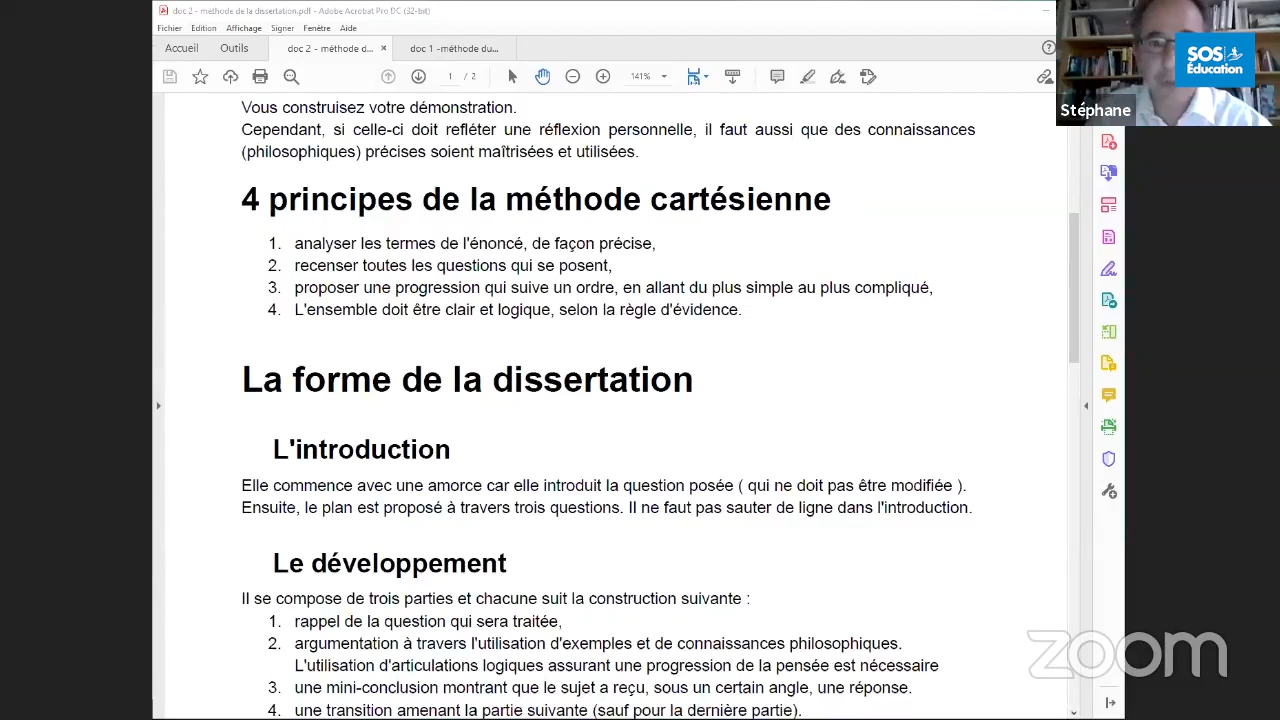 doc 2 - méthode de la dissertation.pdf - Adobe Acrobat Pro DC (32-bit)
Fichier Edition Affichage Signer Fenêtre Aide
Accueil Outils doc 2 - méthode d... × doc 1 -méthode du...
1 / 2 141%
SOS
Éducation
Stéphane
Vous construisez votre démonstration.
Cependant, si celle-ci doit refléter une réflexion personnelle, il faut aussi que des connaissances
(philosophiques) précises soient maîtrisées et utilisées.
4 principes de la méthode cartésienne
1. analyser les termes de l'énoncé, de façon précise,
2. recenser toutes les questions qui se posent,
3. proposer une progression qui suive un ordre, en allant du plus simple au plus compliqué,
4. L'ensemble doit être clair et logique, selon la règle d'évidence.
La forme de la dissertation
L'introduction
Elle commence avec une amorce car elle introduit la question posée ( qui ne doit pas être modifiée ).
Ensuite, le plan est proposé à travers trois questions. Il ne faut pas sauter de ligne dans l'introduction.
Le développement
Il se compose de trois parties et chacune suit la construction suivante :
1. rappel de la question qui sera traitée,
2. argumentation à travers l'utilisation d'exemples et de connaissances philosophiques.
L'utilisation d'articulations logiques assurant une progression de la pensée est nécessaire
3. une mini-conclusion montrant que le sujet a reçu, sous un certain angle, une réponse.
4. une transition amenant la partie suivante (sauf pour la dernière partie).
zoom